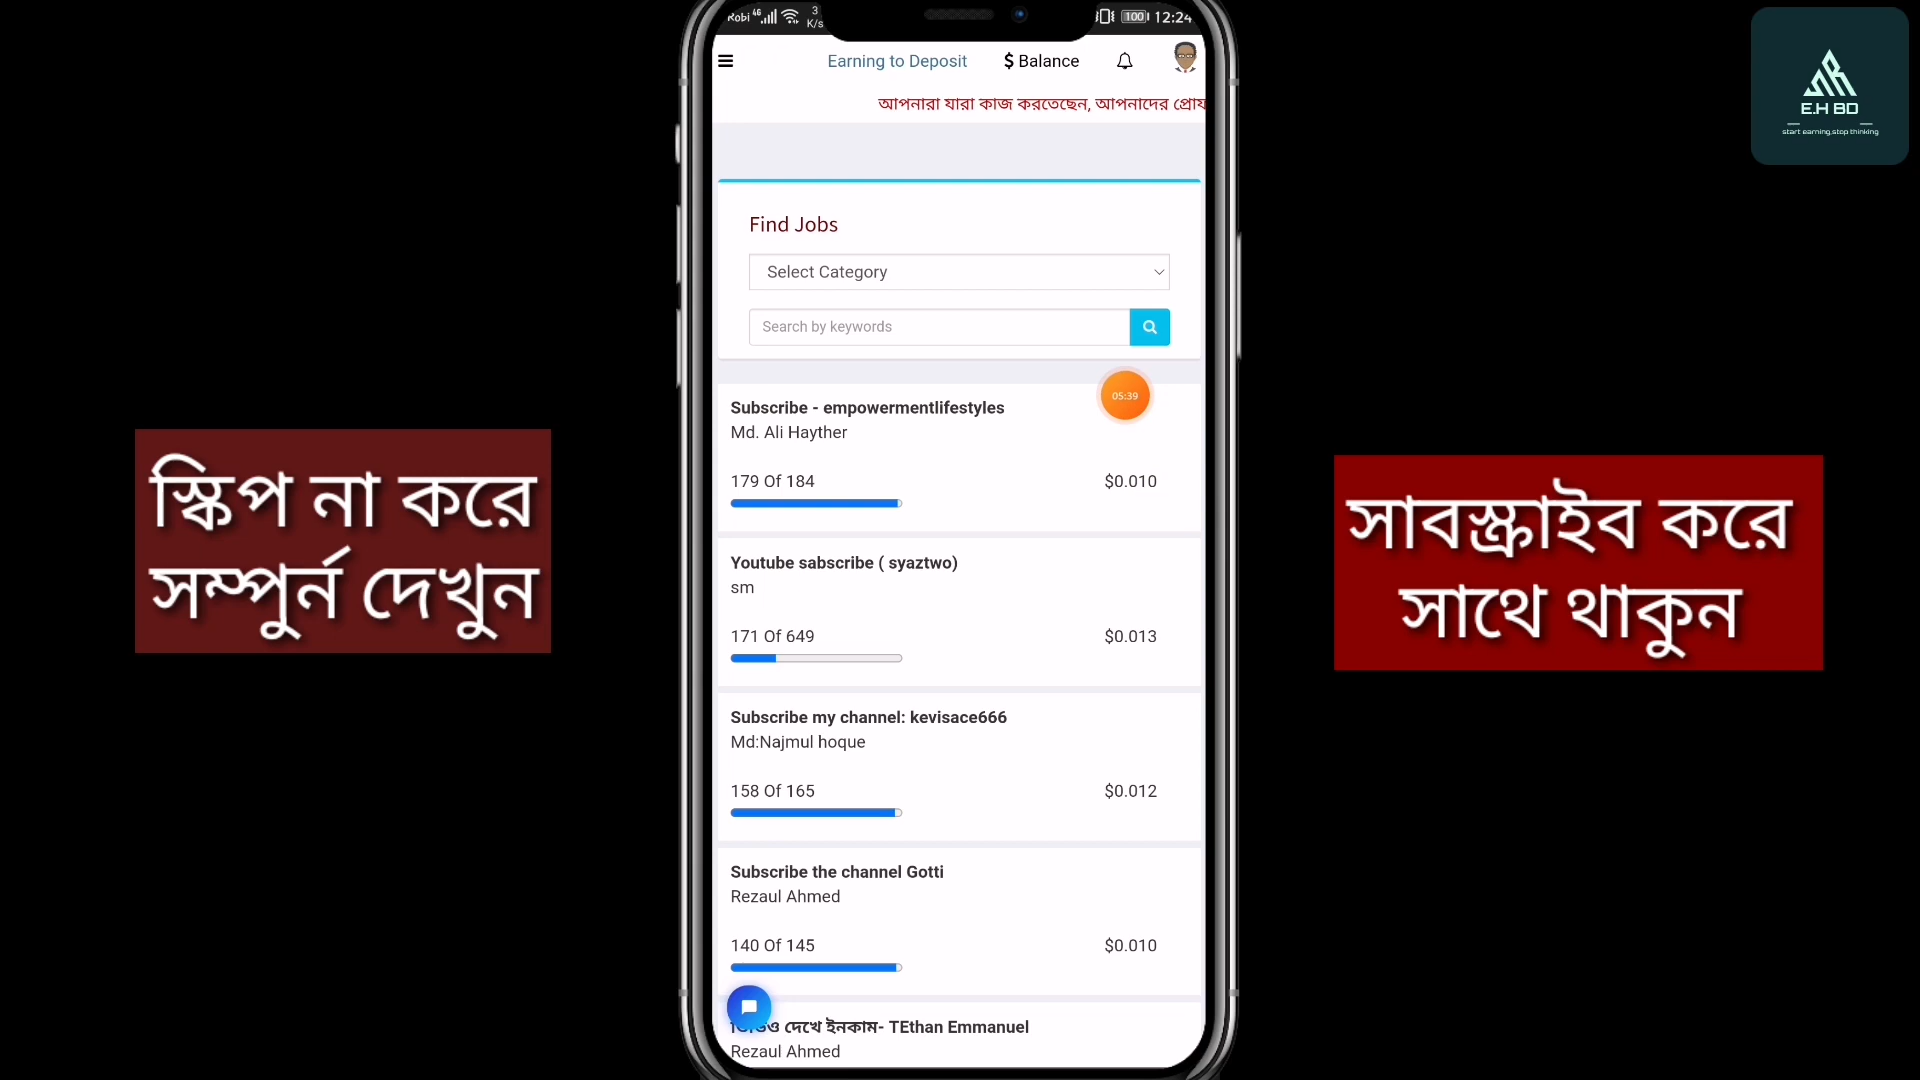 Robi 4G 3 K/s 100 12:24
Earning to Deposit $ Balance
আপনারা যারা কাজ করতেছেন, আপনাদের
Find Jobs
Select Category
Search by keywords
05:39
Subscribe - empowermentlifestyles
Md. Ali Hayther
179 Of 184 $0.010
Youtube sabscribe ( syaztwo)
sm
171 Of 649 $0.013
Subscribe my channel: kevisace666
Md:Najmul hoque
158 Of 165 $0.012
Subscribe the channel Gotti
Rezaul Ahmed
140 Of 145 $0.010
দেখে ইনকাম- TEthan Emmanuel
Rezaul Ahmed
স্কিপ না করে
সম্পুর্ন দেখুন
সাবস্ক্রাইব করে
সাথে থাকুন
E.H BD
start earning,stop thinking